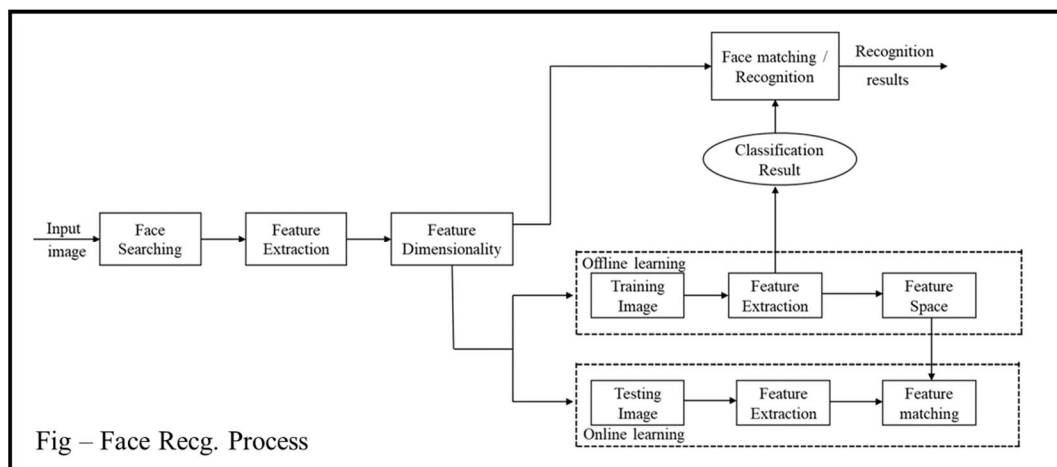 Face matching /
Recognition
Recognition
results
Classification
Result
Input
image
Face
Searching
Feature
Extraction
Feature
Dimensionality
Offline learning
Training
Image
Feature
Extraction
Feature
Space
Testing
Image
Feature
Extraction
Feature
matching
Online learning
Fig – Face Recg. Process